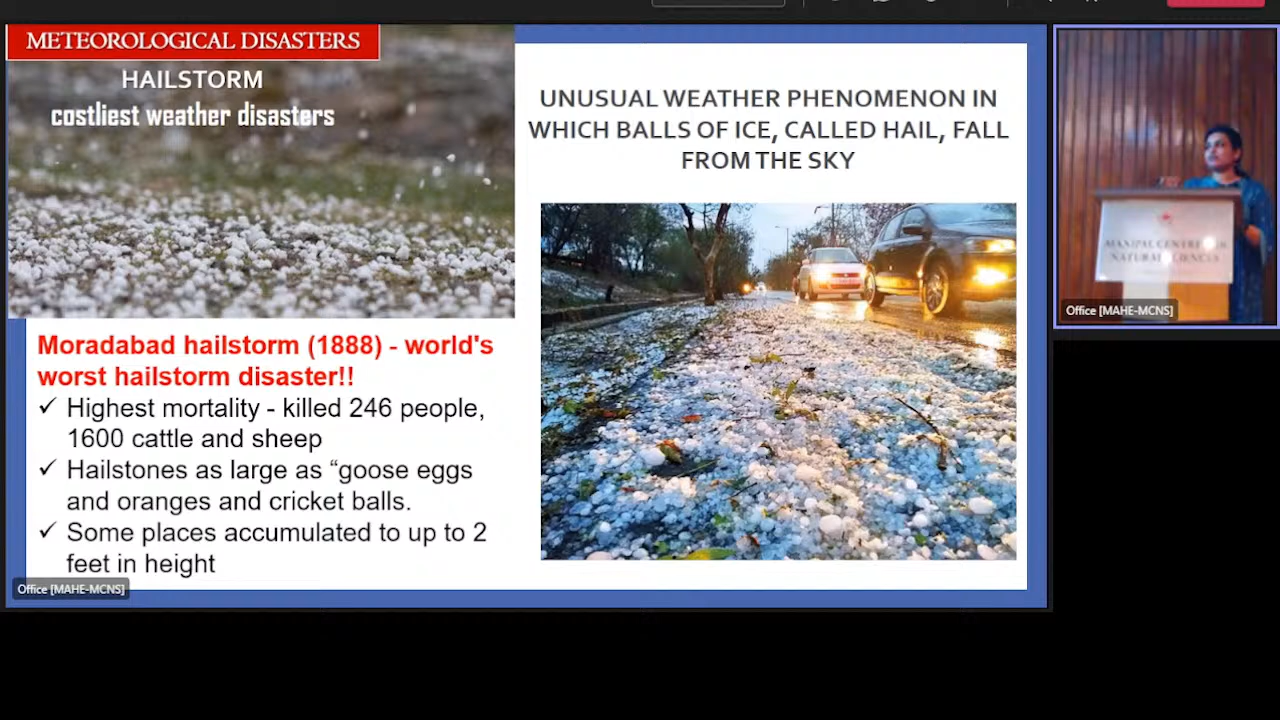 METEOROLOGICAL DISASTERS
HAILSTORM
costliest weather disasters
UNUSUAL WEATHER PHENOMENON IN
WHICH BALLS OF ICE, CALLED HAIL, FALL
FROM THE SKY
Moradabad hailstorm (1888) - world's
worst hailstorm disaster!!
✓ Highest mortality - killed 246 people,
1600 cattle and sheep
✓ Hailstones as large as “goose eggs
and oranges and cricket balls.
✓ Some places accumulated to up to 2
feet in height
Office [MAHE-MCNS]
MANIPAL CENTRE FOR
NATURAL SCIENCES
Office [MAHE-MCNS]